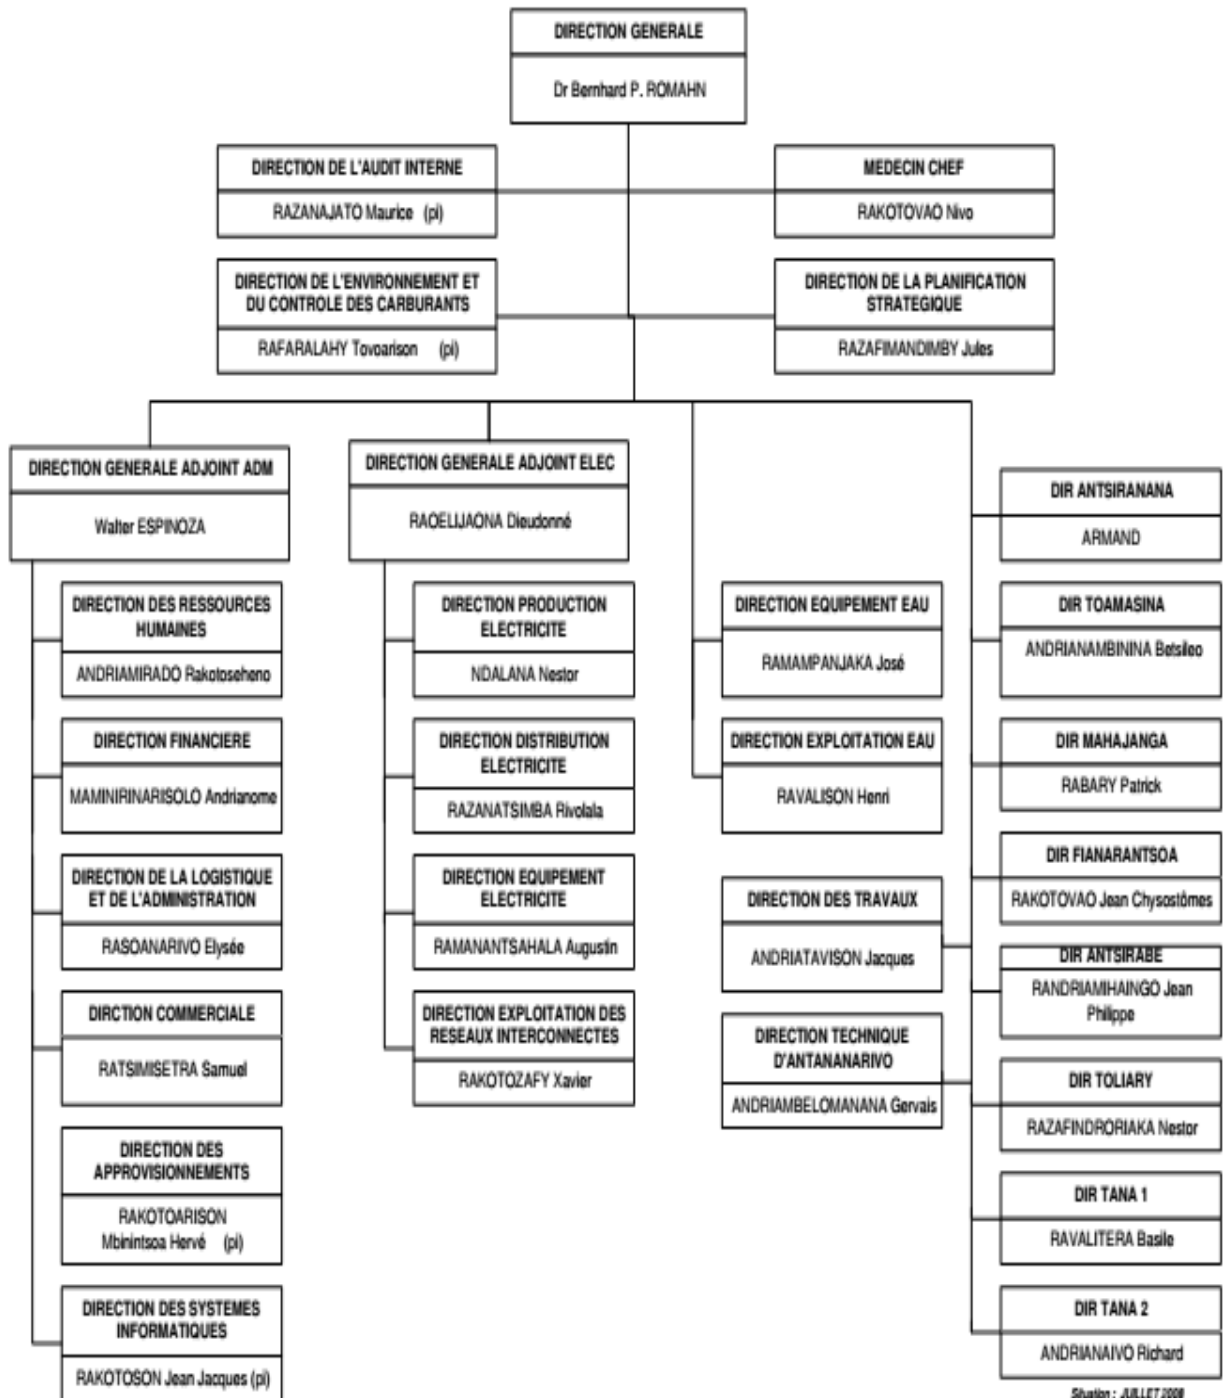 DIRECTION GENERALE
Dr Bernhard P. ROMAHN
DIRECTION DE L'AUDIT INTERNE
RAZANAJATO Maurice (pi)
MEDECIN CHEF
RAKOTOVAO Nivo
DIRECTION DE L'ENVIRONNEMENT ET
DU CONTROLE DES CARBURANTS
RAFARALAHY Tovoarison (pi)
DIRECTION DE LA PLANIFICATION
STRATEGIQUE
RAZAFIMANDIMBY Jules
DIRECTION GENERALE ADJOINT ADM
Walter ESPINOZA
DIRECTION DES RESSOURCES
HUMAINES
ANDRIAMIRADO Rakotoseheno
DIRECTION FINANCIERE
MAMINIRINARISOLO Andrianome
DIRECTION DE LA LOGISTIQUE
ET DE L'ADMINISTRATION
RASOANARIVO Elysée
DIRCTION COMMERCIALE
RATSIMISETRA Samuel
DIRECTION DES
APPROVISIONNEMENTS
RAKOTOARISON
Mbinintsoa Hervé (pi)
DIRECTION DES SYSTEMES
INFORMATIQUES
RAKOTOSON Jean Jacques (pi)
DIRECTION GENERALE ADJOINT ELEC
RAOELIJAONA Dieudonné
DIRECTION PRODUCTION
ELECTRICITE
NDALANA Nestor
DIRECTION DISTRIBUTION
ELECTRICITE
RAZANATSIMBA Rivolala
DIRECTION EQUIPEMENT
ELECTRICITE
RAMANANTSAHALA Augustin
DIRECTION EXPLOITATION DES
RESEAUX INTERCONNECTES
RAKOTOZAFY Xavier
DIRECTION EQUIPEMENT EAU
RAMAMPANJAKA José
DIRECTION EXPLOITATION EAU
RAVALISON Henri
DIRECTION DES TRAVAUX
ANDRIATAVISON Jacques
DIRECTION TECHNIQUE
D'ANTANANARIVO
ANDRIAMBELOMANANA Gervais
DIR ANTSIRANANA
ARMAND
DIR TOAMASINA
ANDRIANAMBININA Betsileo
DIR MAHAJANGA
RABARY Patrick
DIR FIANARANTSOA
RAKOTOVAO Jean Chysostômes
DIR ANTSIRABE
RANDRIAMIHAINGO Jean
Philippe
DIR TOLIARY
RAZAFINDRORIAKA Nestor
DIR TANA 1
RAVALITERA Basile
DIR TANA 2
ANDRIANAIVO Richard
Situation : JUILLET 2008